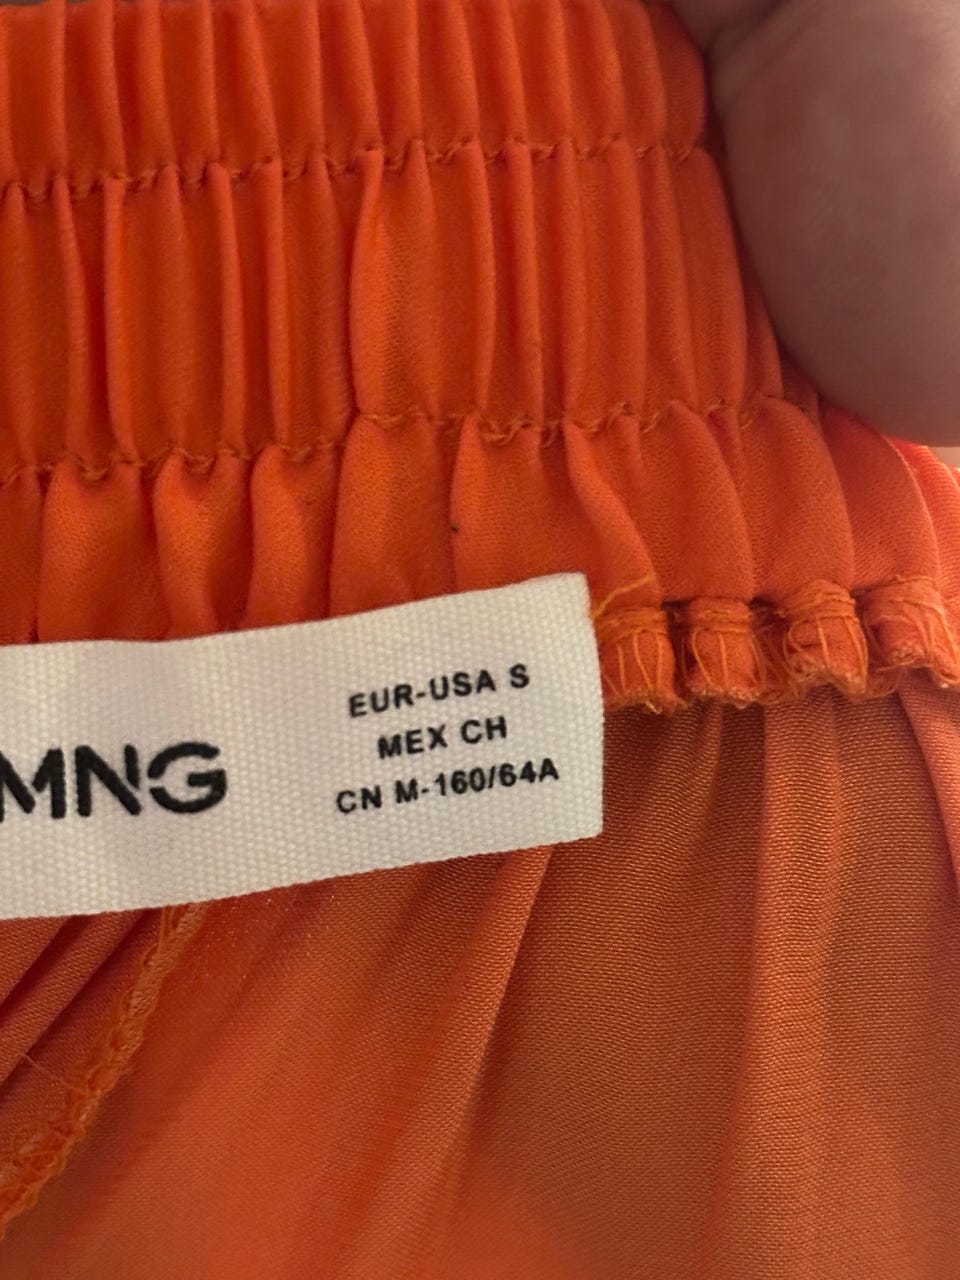 MNG
EUR-USA S
MEX CH
CN M-160/64A